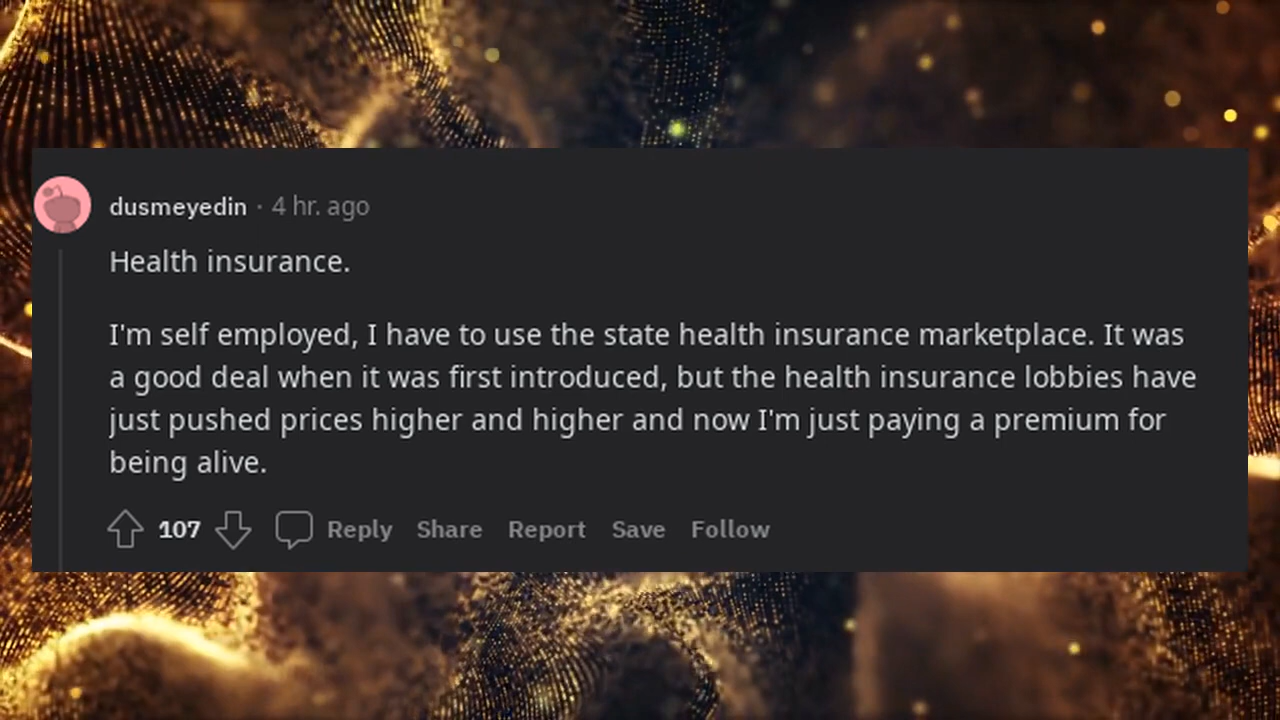 dusmeyedin · 4 hr. ago
Health insurance.
I'm self employed, I have to use the state health insurance marketplace. It was
a good deal when it was first introduced, but the health insurance lobbies have
just pushed prices higher and higher and now I'm just paying a premium for
being alive.
107 Reply Share Report Save Follow